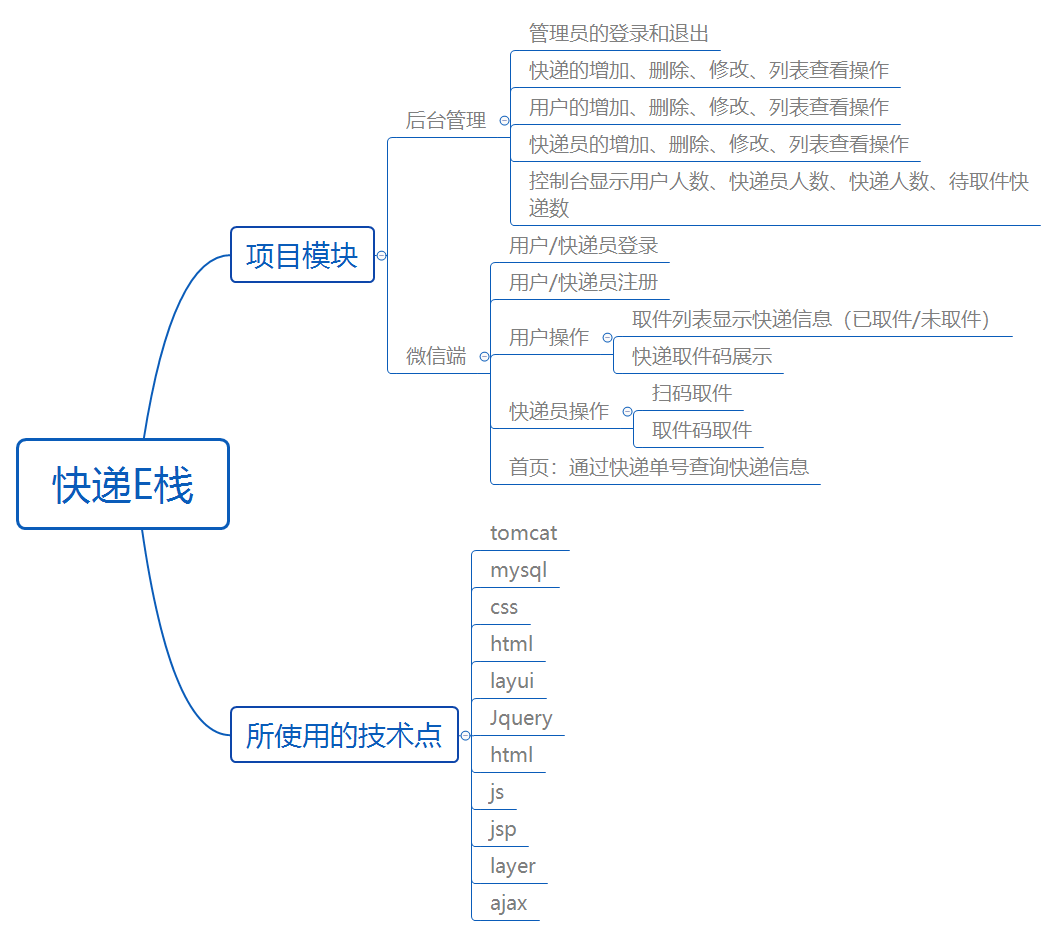 管理员的登录和退出
快递的增加、删除、修改、列表查看操作
后台管理
用户的增加、删除、修改、列表查看操作
快递员的增加、删除、修改、列表查看操作
控制台显示用户人数、快递员人数、快递人数、待取件快
递数
项目模块
用户/快递员登录
用户/快递员注册
微信端
用户操作
取件列表显示快递信息（已取件/未取件）
快递取件码展示
快递员操作
扫码取件
取件码取件
首页：通过快递单号查询快递信息
快递E栈
所使用的技术点
tomcat
mysql
css
html
layui
Jquery
html
js
jsp
layer
ajax